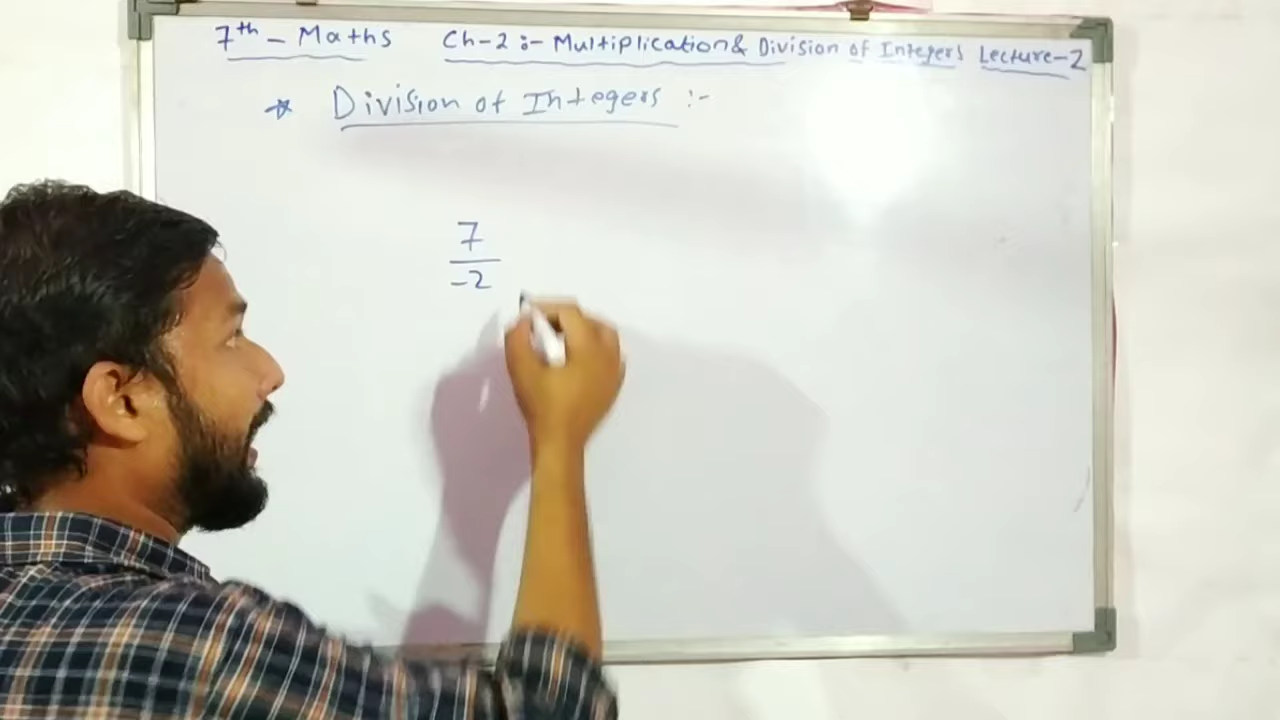 7th - Maths Ch-2 :- Multiplication & Division of Integers Lecture-2
* Division of Integers :-
7
-2